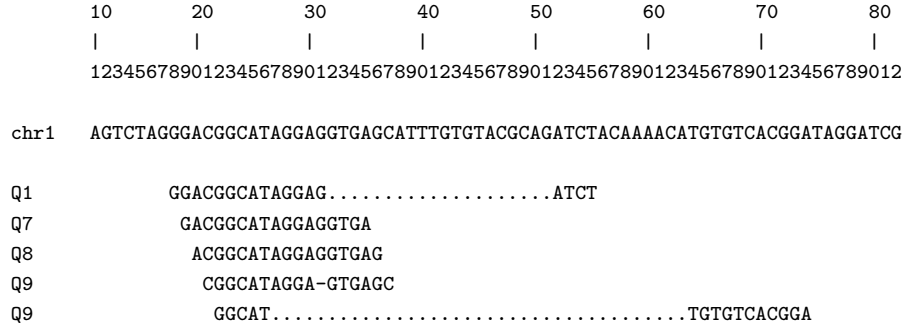 10 20 30 40 50 60 70 80
| | | | | | | |
123456789012345678901234567890123456789012345678901234567890123456789012
chr1 AGTCTAGGGACGGCATAGGAGGTGAGCATTTGTGTACGCAGATCTACAAAACATGTGTCACGGATAGGATCG
Q1 GGACGGCATAGGAG....................ATCT
Q7 GACGGCATAGGAGGTGA
Q8 ACGGCATAGGAGGTGAG
Q9 CGGCATAGGA-GTGAGC
Q9 GGCAT.....................................TGTGTCACGGA